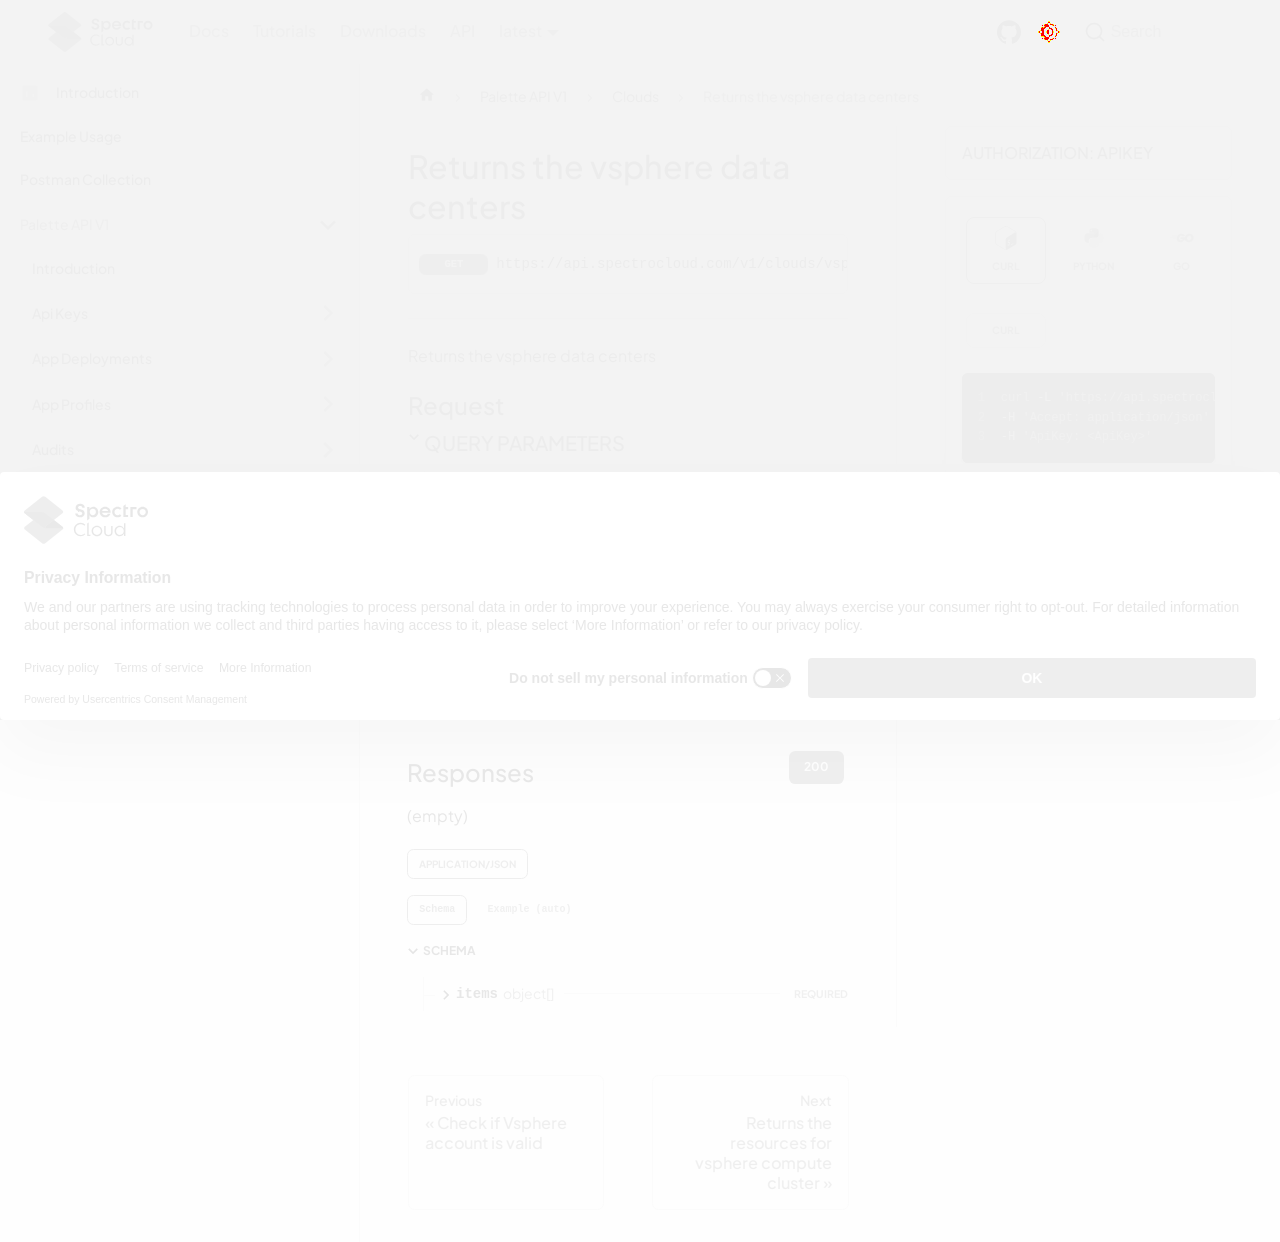 Spectro
Cloud
Docs Tutorials Downloads API latest
Search
Introduction
Palette API V1 Clouds Returns the vsphere data centers
Example Usage
AUTHORIZATION: APIKEY
Postman Collection
Returns the vsphere data
centers
Palette API V1
GET https://api.spectrocloud.com/v1/clouds/vsp
Introduction
CURL PYTHON GO
Api Keys
CURL
App Deployments
Returns the vsphere data centers
App Profiles
Request
Audits
QUERY PARAMETERS
Spectro
Cloud
Privacy Information
We and our partners are using tracking technologies to process personal data in order to improve your experience. You may always exercise your consumer right to opt-out. For detailed information
about personal information we collect and third parties having access to it, please select ‘More Information’ or refer to our privacy policy.
Privacy policy Terms of service More Information
Do not sell my personal information
OK
Powered by Usercentrics Consent Management
Responses
200
(empty)
APPLICATION/JSON
Schema Example (auto)
SCHEMA
items object[] REQUIRED
Previous
« Check if Vsphere
account is valid
Next
Returns the
resources for
vsphere compute
cluster »